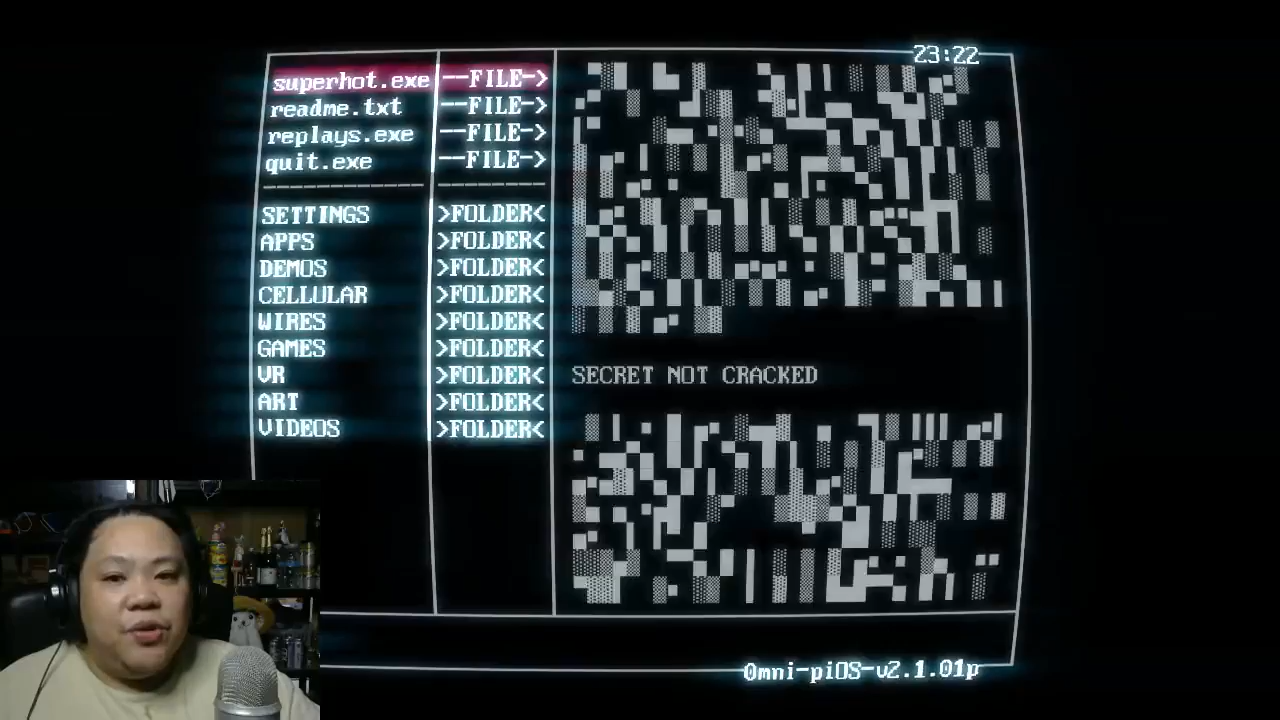 23:22
superhot.exe --FILE->
readme.txt --FILE->
replays.exe --FILE->
quit.exe --FILE->
SETTINGS >FOLDER<
APPS >FOLDER<
DEMOS >FOLDER<
CELLULAR >FOLDER<
WIRES >FOLDER<
GAMES >FOLDER<
VR >FOLDER<
SECRET NOT CRACKED
ART >FOLDER<
VIDEOS >FOLDER<
0mni-piOS-v2.1.01p